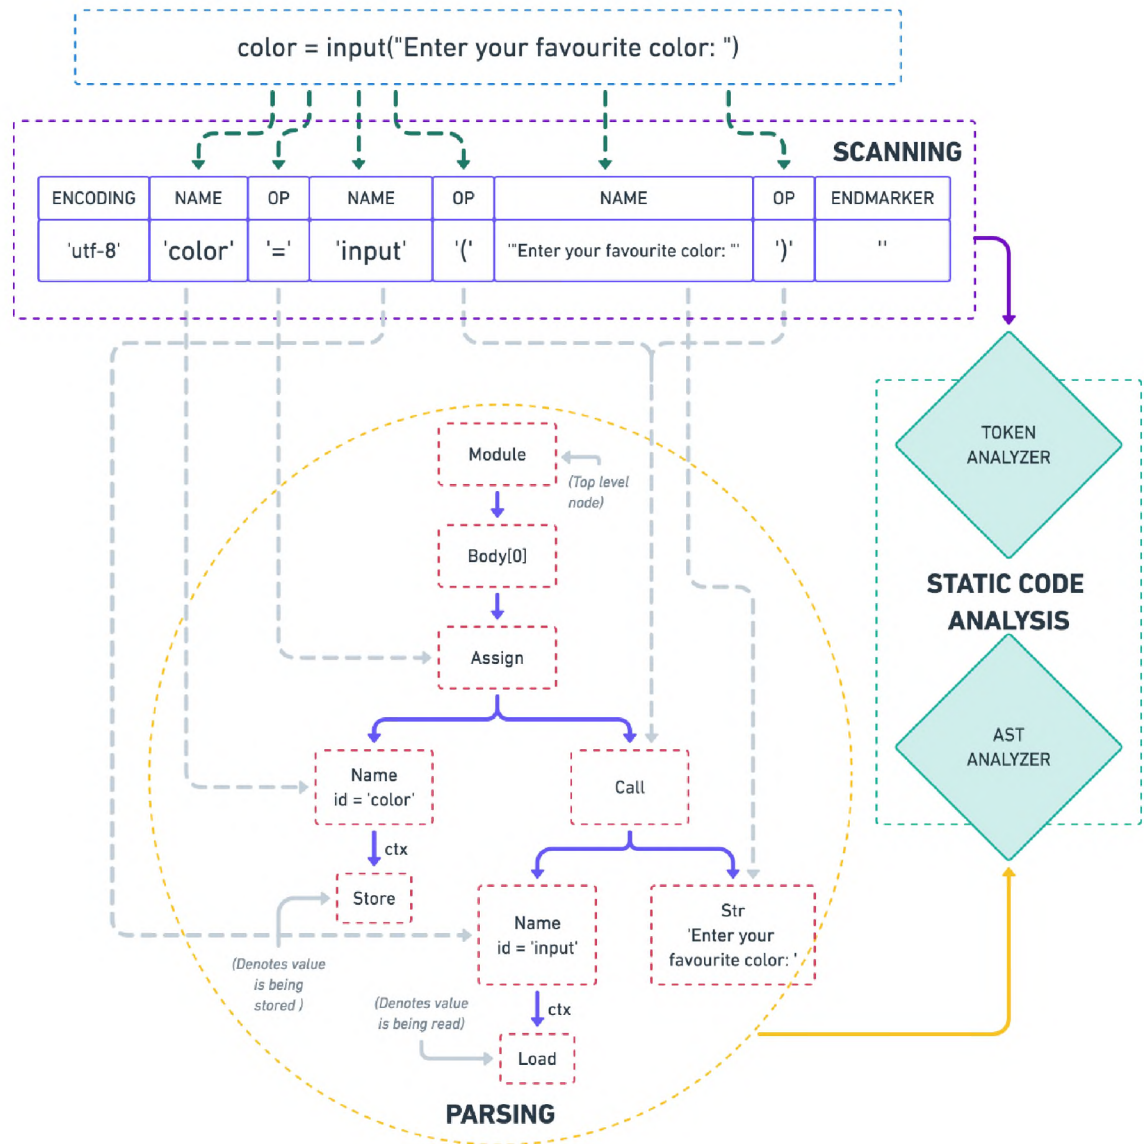 color = input("Enter your favourite color: ")
SCANNING
ENCODING NAME OP NAME OP NAME OP ENDMARKER
'utf-8' 'color' '=' 'input' '(' '"Enter your favourite color: "' ')' ''
TOKEN
ANALYZER
STATIC CODE
ANALYSIS
AST
ANALYZER
Module
(Top level
node)
Body[0]
Assign
Name
id = 'color'
Call
ctx
Store
(Denotes value
is being
stored )
Name
id = 'input'
Str
'Enter your
favourite color: '
ctx
(Denotes value
is being read)
Load
PARSING